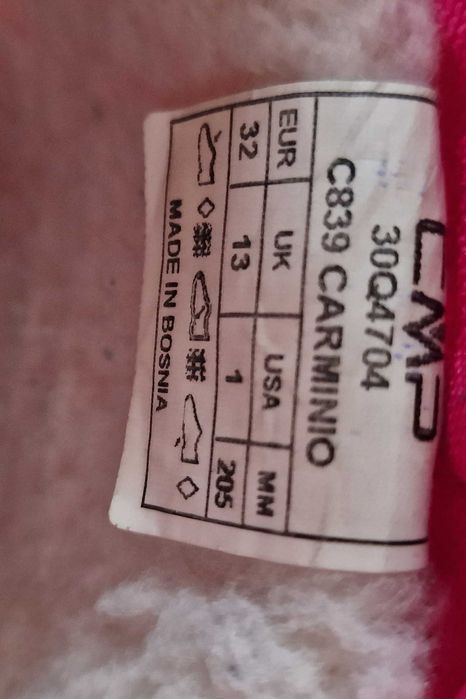 CMP
30Q4704
C839 CARMINIO
EUR UK USA MM
32 13 1 205
MADE IN BOSNIA